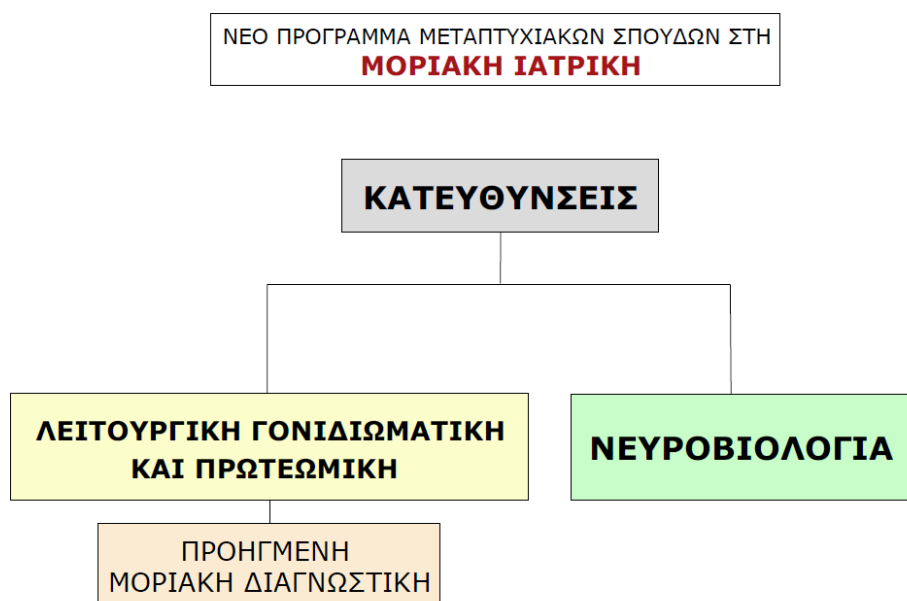 ΝΕΟ ΠΡΟΓΡΑΜΜΑ ΜΕΤΑΠΤΥΧΙΑΚΩΝ ΣΠΟΥΔΩΝ ΣΤΗ
ΜΟΡΙΑΚΗ ΙΑΤΡΙΚΗ
ΚΑΤΕΥΘΥΝΣΕΙΣ
ΛΕΙΤΟΥΡΓΙΚΗ ΓΟΝΙΔΙΩΜΑΤΙΚΗ
ΚΑΙ ΠΡΩΤΕΩΜΙΚΗ
ΝΕΥΡΟΒΙΟΛΟΓΙΑ
ΠΡΟΗΓΜΕΝΗ
ΜΟΡΙΑΚΗ ΔΙΑΓΝΩΣΤΙΚΗ